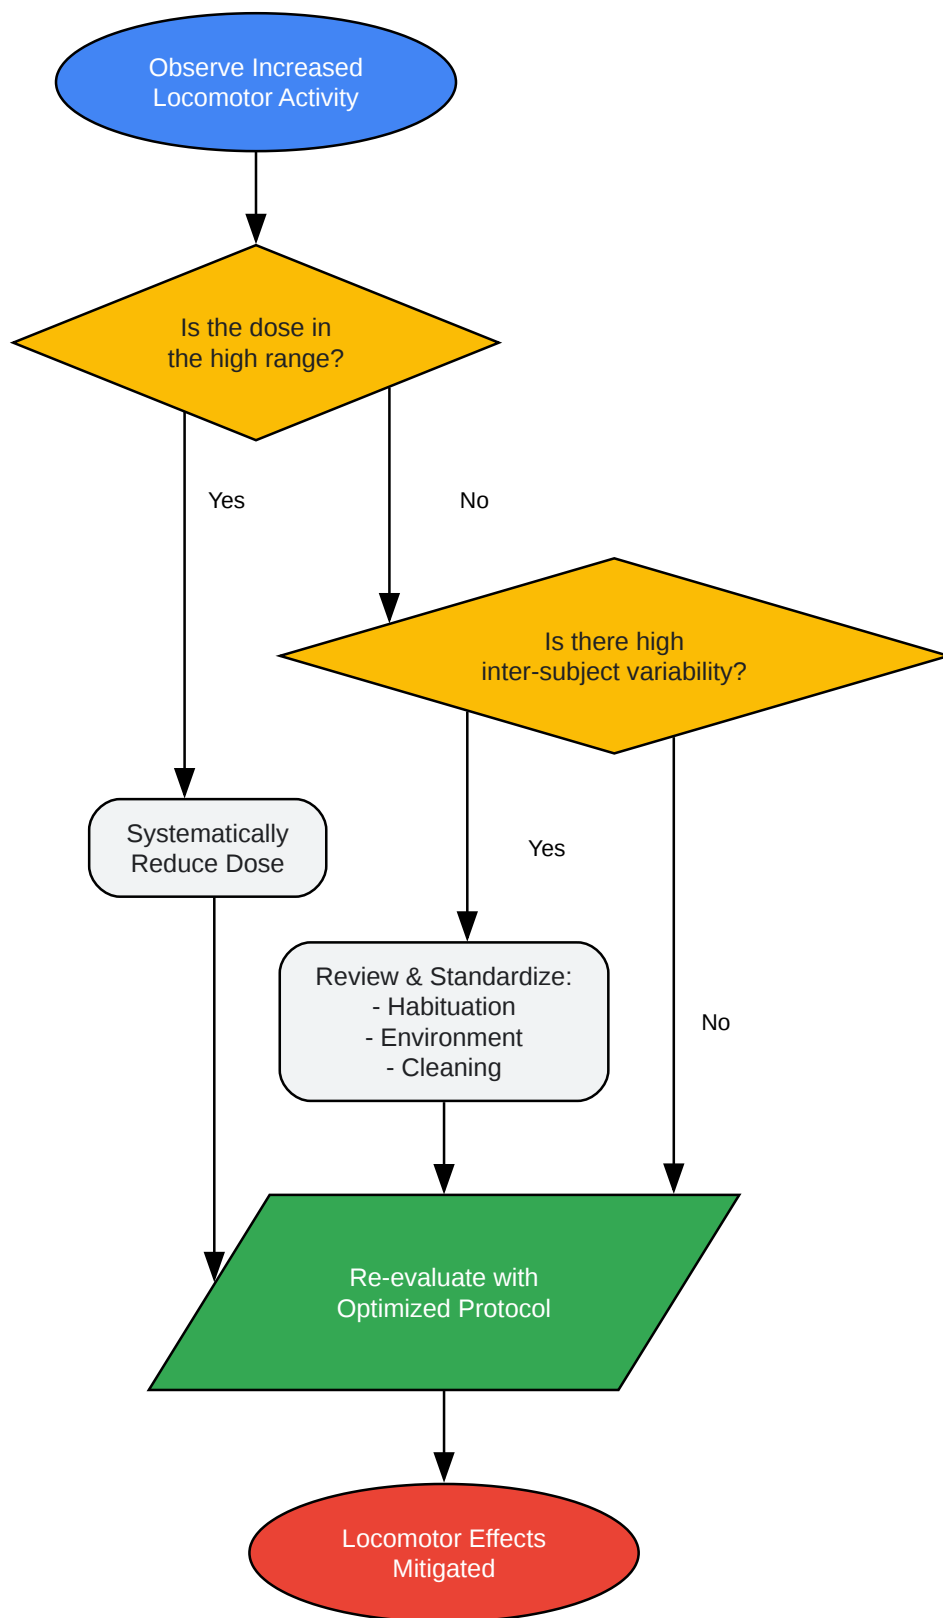 Observe Increased
Locomotor Activity
Is the dose in
the high range?
Yes
No
Is there high
inter-subject variability?
Systematically
Reduce Dose
Yes
Review & Standardize:
- Habituation
- Environment
- Cleaning
No
Re-evaluate with
Optimized Protocol
Locomotor Effects
Mitigated